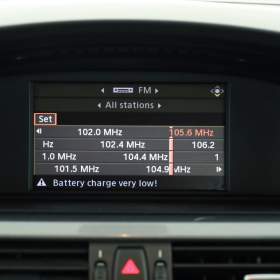 FM
All stations
Set
102.0 MHz 105.6 MHz
Hz 102.4 MHz 106.2
1.0 MHz 104.4 MHz 1
101.5 MHz 104.9 MHz
Battery charge very low!